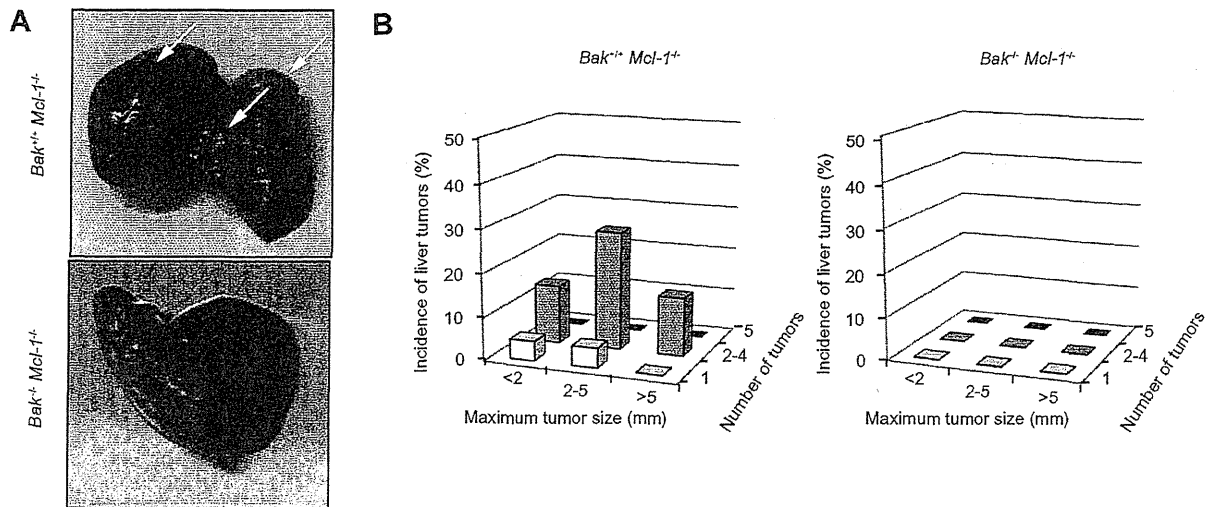 A
Bak+/+ Mcl-1-/-
Bak-/- Mcl-1-/-
B
Bak+/+ Mcl-1-/-
Incidence of liver tumors (%)
50
40
30
20
10
0
<2
2-5
>5
Maximum tumor size (mm)
1
2-4
5
Number of tumors
Bak-/- Mcl-1-/-
Incidence of liver tumors (%)
50
40
30
20
10
0
<2
2-5
>5
Maximum tumor size (mm)
1
2-4
5
Number of tumors